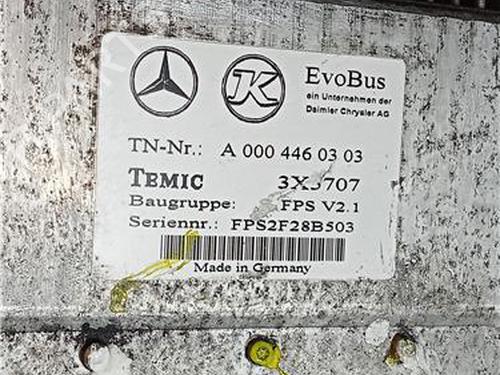 K
EvoBus
ein Unternehmen der
Daimler Chrysler AG
TN-Nr.: A 000 446 03 03
TEMIC 3X5707
Baugruppe: FPS V2.1
Seriennr.: FPS2F28B503
Made in Germany